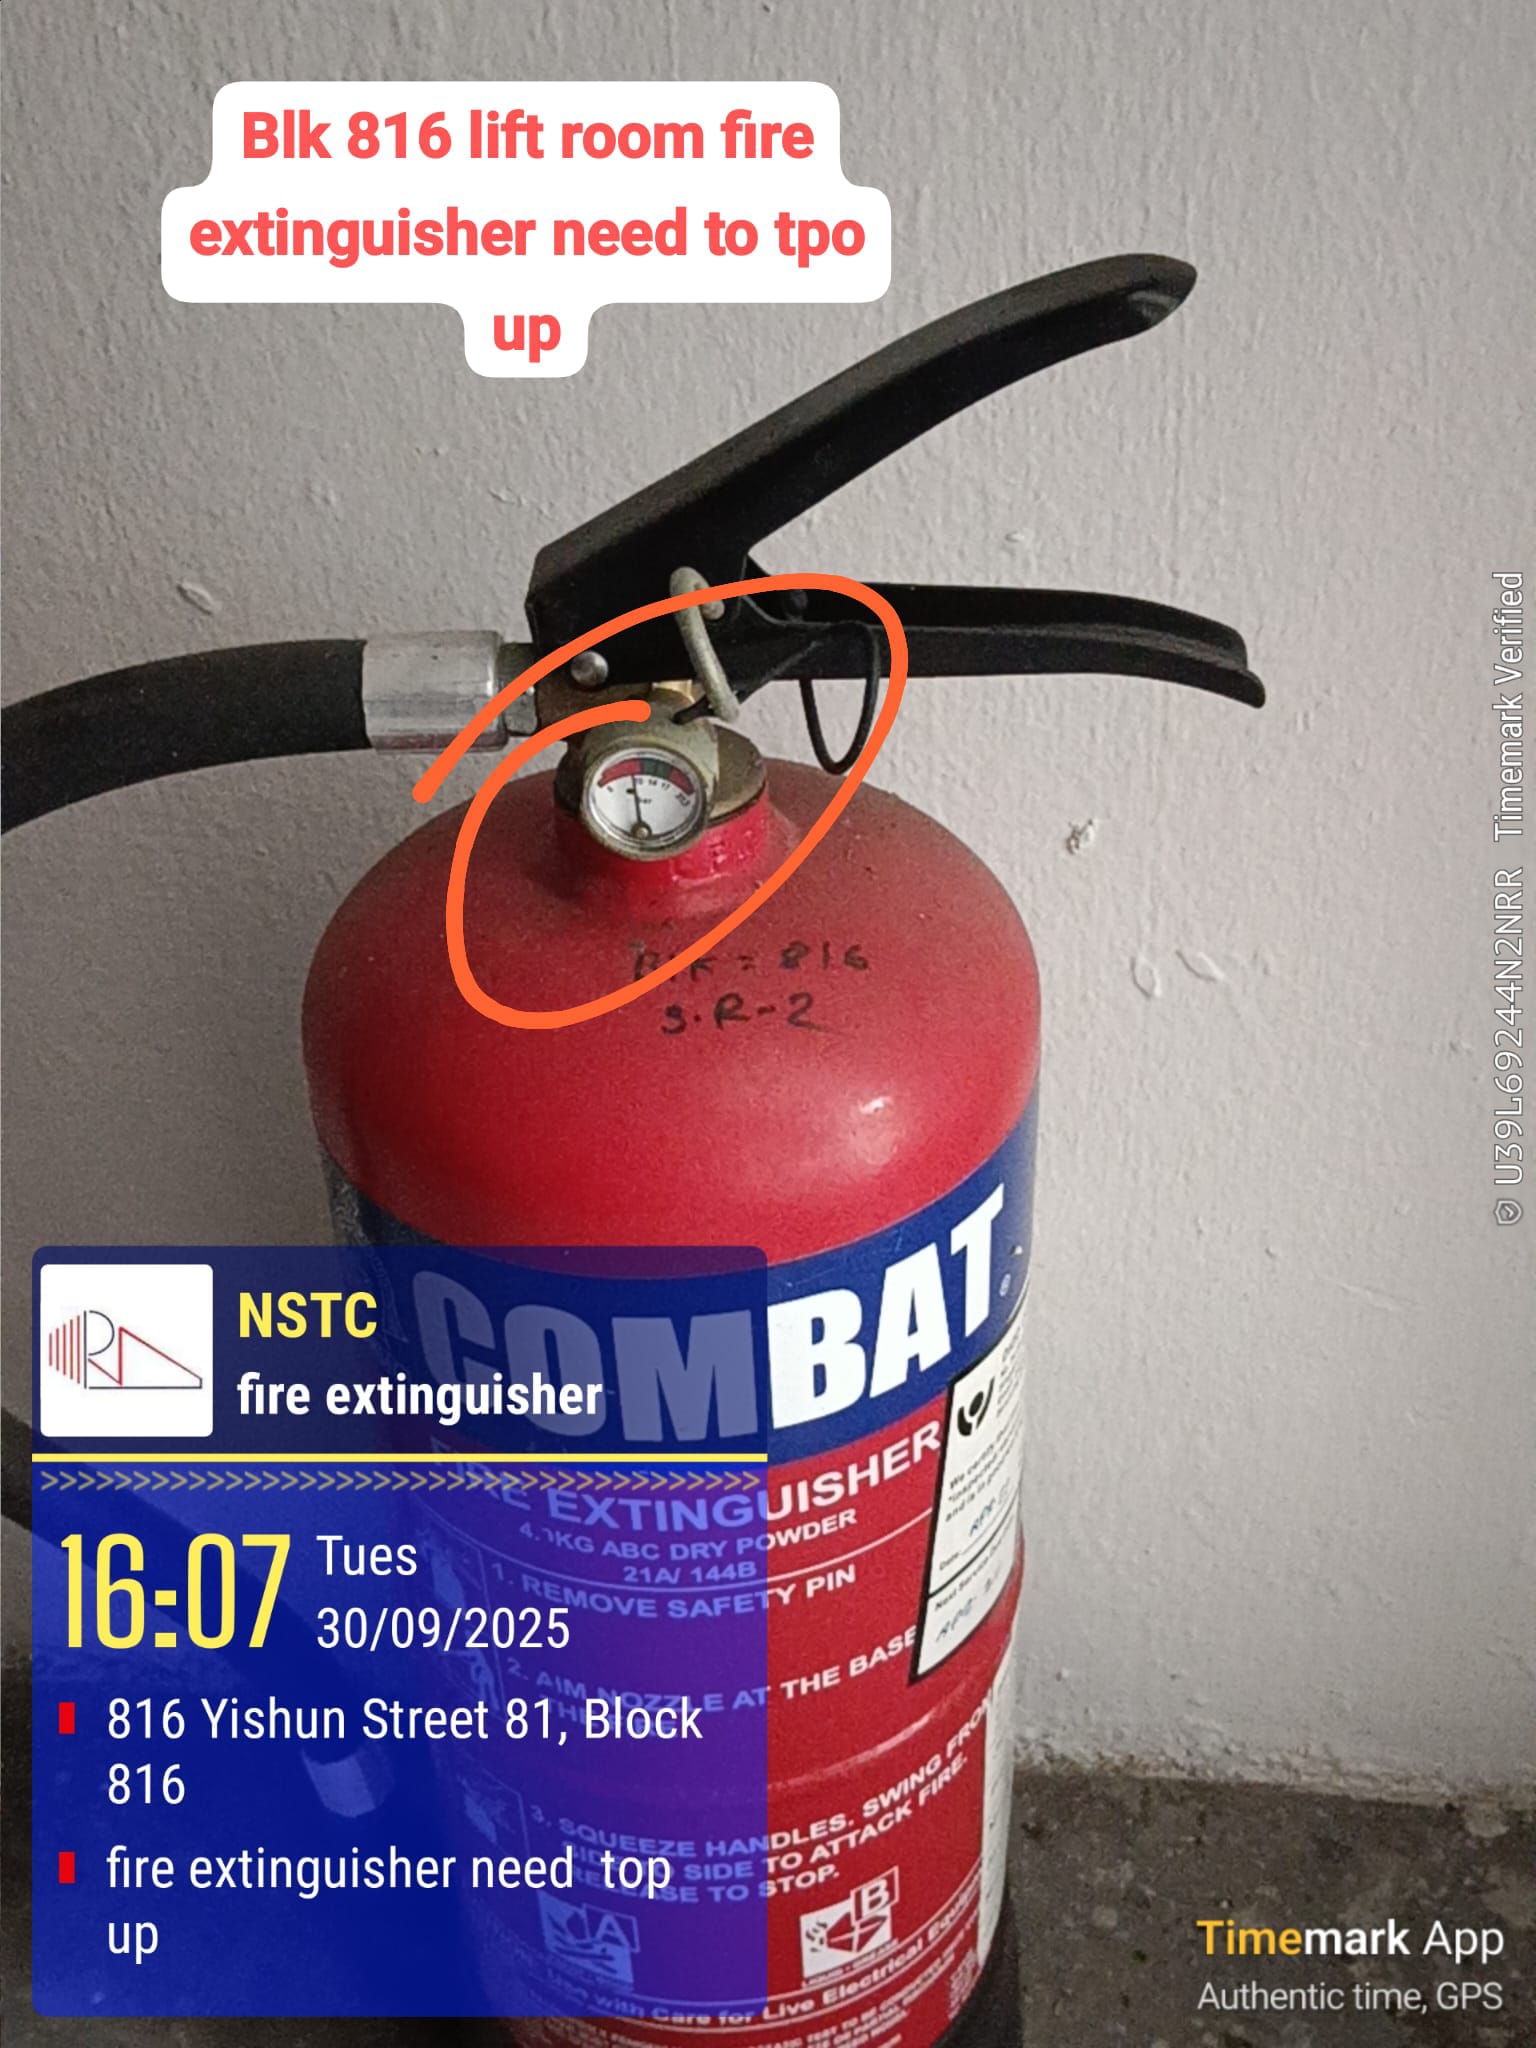 Blk 816 lift room fire
extinguisher need to tpo
up
Blk = 816
S.R-2
COMBAT
FIRE EXTINGUISHER
ABC DRY POWDER
21A/ 144B
1. REMOVE SAFETY PIN
2. AIM NOZZLE AT THE BASE
3. SQUEEZE HANDLES. SWING FROM
SIDE TO SIDE TO ATTACK FIRE.
RELEASE TO STOP.
A
B
with Care for Live Electrical
NSTC
fire extinguisher
16:07
Tues
30/09/2025
816 Yishun Street 81, Block
816
fire extinguisher need top
up
U39L69244N2NRR Timemark Verified
Timemark App
Authentic time, GPS